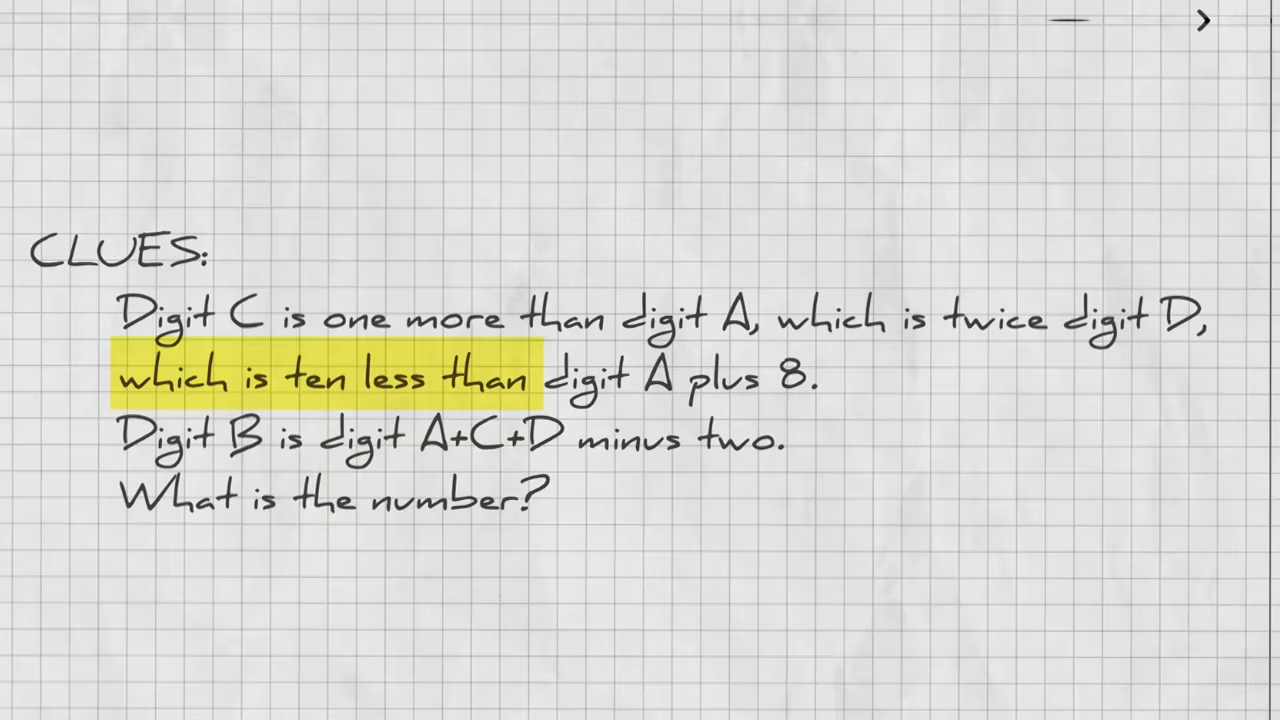 CLUES:
Digit C is one more than digit A, which is twice digit D,
which is ten less than digit A plus 8.
Digit B is digit A+C+D minus two.
What is the number?